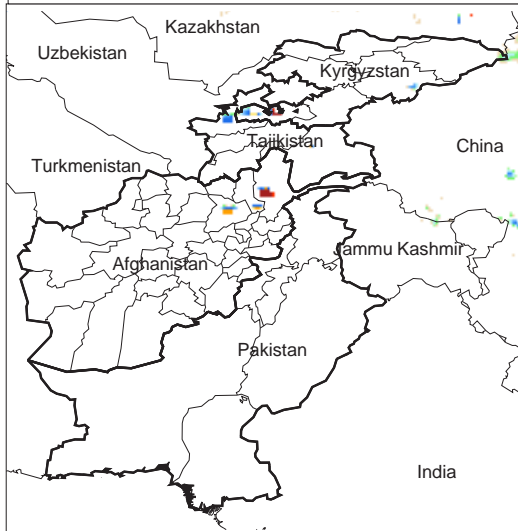 Kazakhstan
Uzbekistan
Kyrgyzstan
Tajikistan
China
Turkmenistan
Jammu Kashmir
Afghanistan
Pakistan
India